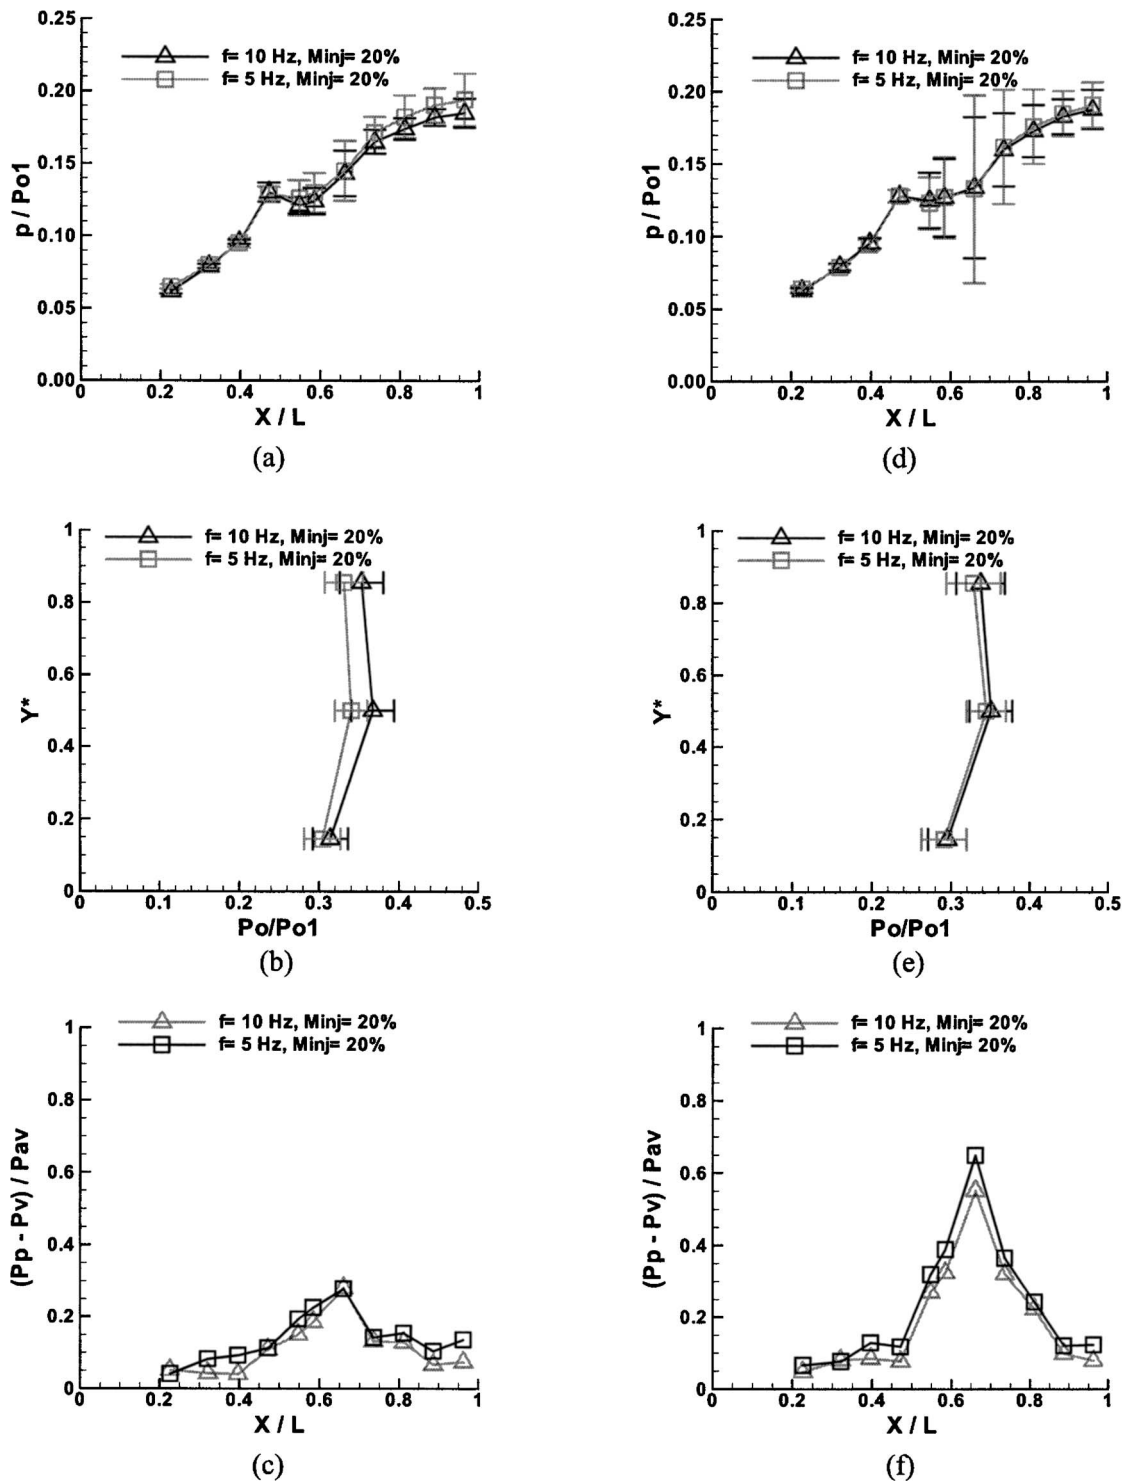 0.25
f= 10 Hz, Minj= 20%
f= 5 Hz, Minj= 20%
0.20
0.15
p / Po1
0.10
0.05
0.00
0 0.2 0.4 0.6 0.8 1
X / L
(a)
0.25
f= 10 Hz, Minj= 20%
f= 5 Hz, Minj= 20%
0.20
0.15
p / Po1
0.10
0.05
0.00
0 0.2 0.4 0.6 0.8 1
X / L
(d)
1
f= 10 Hz, Minj= 20%
f= 5 Hz, Minj= 20%
0.8
0.6
Y*
0.4
0.2
0
0 0.1 0.2 0.3 0.4 0.5
Po/Po1
(b)
1
f= 10 Hz, Minj= 20%
f= 5 Hz, Minj= 20%
0.8
0.6
Y*
0.4
0.2
0
0 0.1 0.2 0.3 0.4 0.5
Po/Po1
(e)
f= 10 Hz, Minj= 20%
1
f= 5 Hz, Minj= 20%
0.8
0.6
(Pp - Pv) / Pav
0.4
0.2
0
0 0.2 0.4 0.6 0.8 1
X / L
(c)
f= 10 Hz, Minj= 20%
1
f= 5 Hz, Minj= 20%
0.8
0.6
(Pp - Pv) / Pav
0.4
0.2
0
0 0.2 0.4 0.6 0.8 1
X / L
(f)